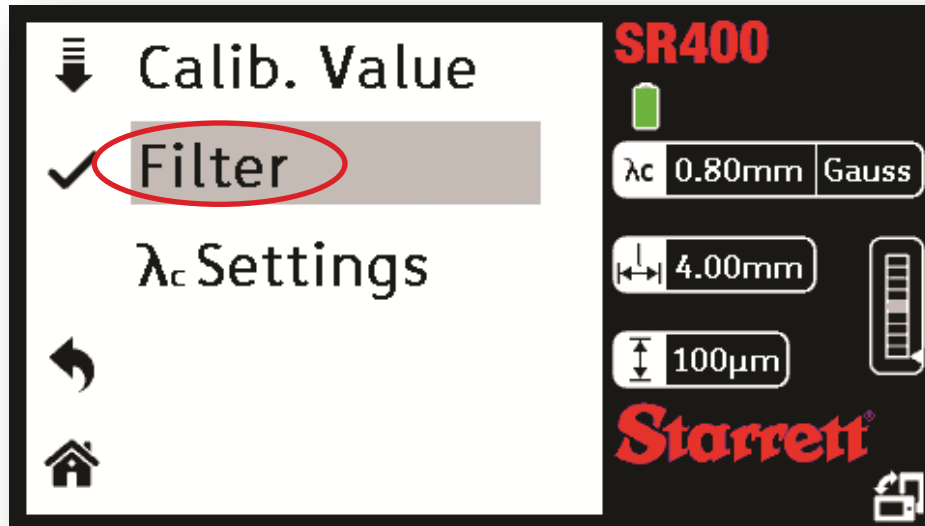 Calib. Value
Filter
λc Settings
SR400
λc 0.80mm Gauss
l 4.00mm
100µm
Starrett®